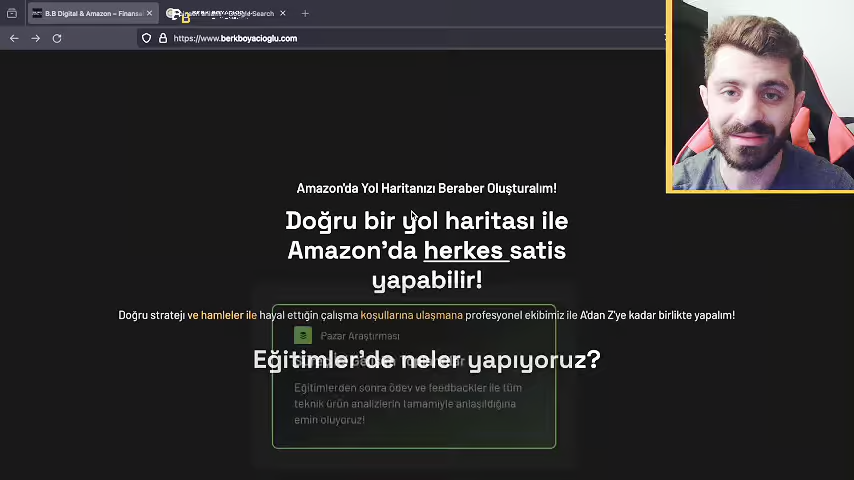 B.B Digital & Amazon – Finansal
Search
https://www.berkboyacioglu.com
Amazon'da Yol Haritanızı Beraber Oluşturalım!
Doğru bir yol haritası ile
Amazon'da herkes satis
yapabilir!
Doğru strateji ve hamleler ile hayal ettiğin çalışma koşullarına ulaşmana profesyonel ekibimiz ile A'dan Z'ye kadar birlikte yapalım!
Pazar Araştırması
Eğitimler'de neler yapıyoruz?
Eğitimlerden sonra ödev ve feedbackler ile tüm
teknik ürün analizlerin tamamiyle anlaşıldığına
emin oluyoruz!